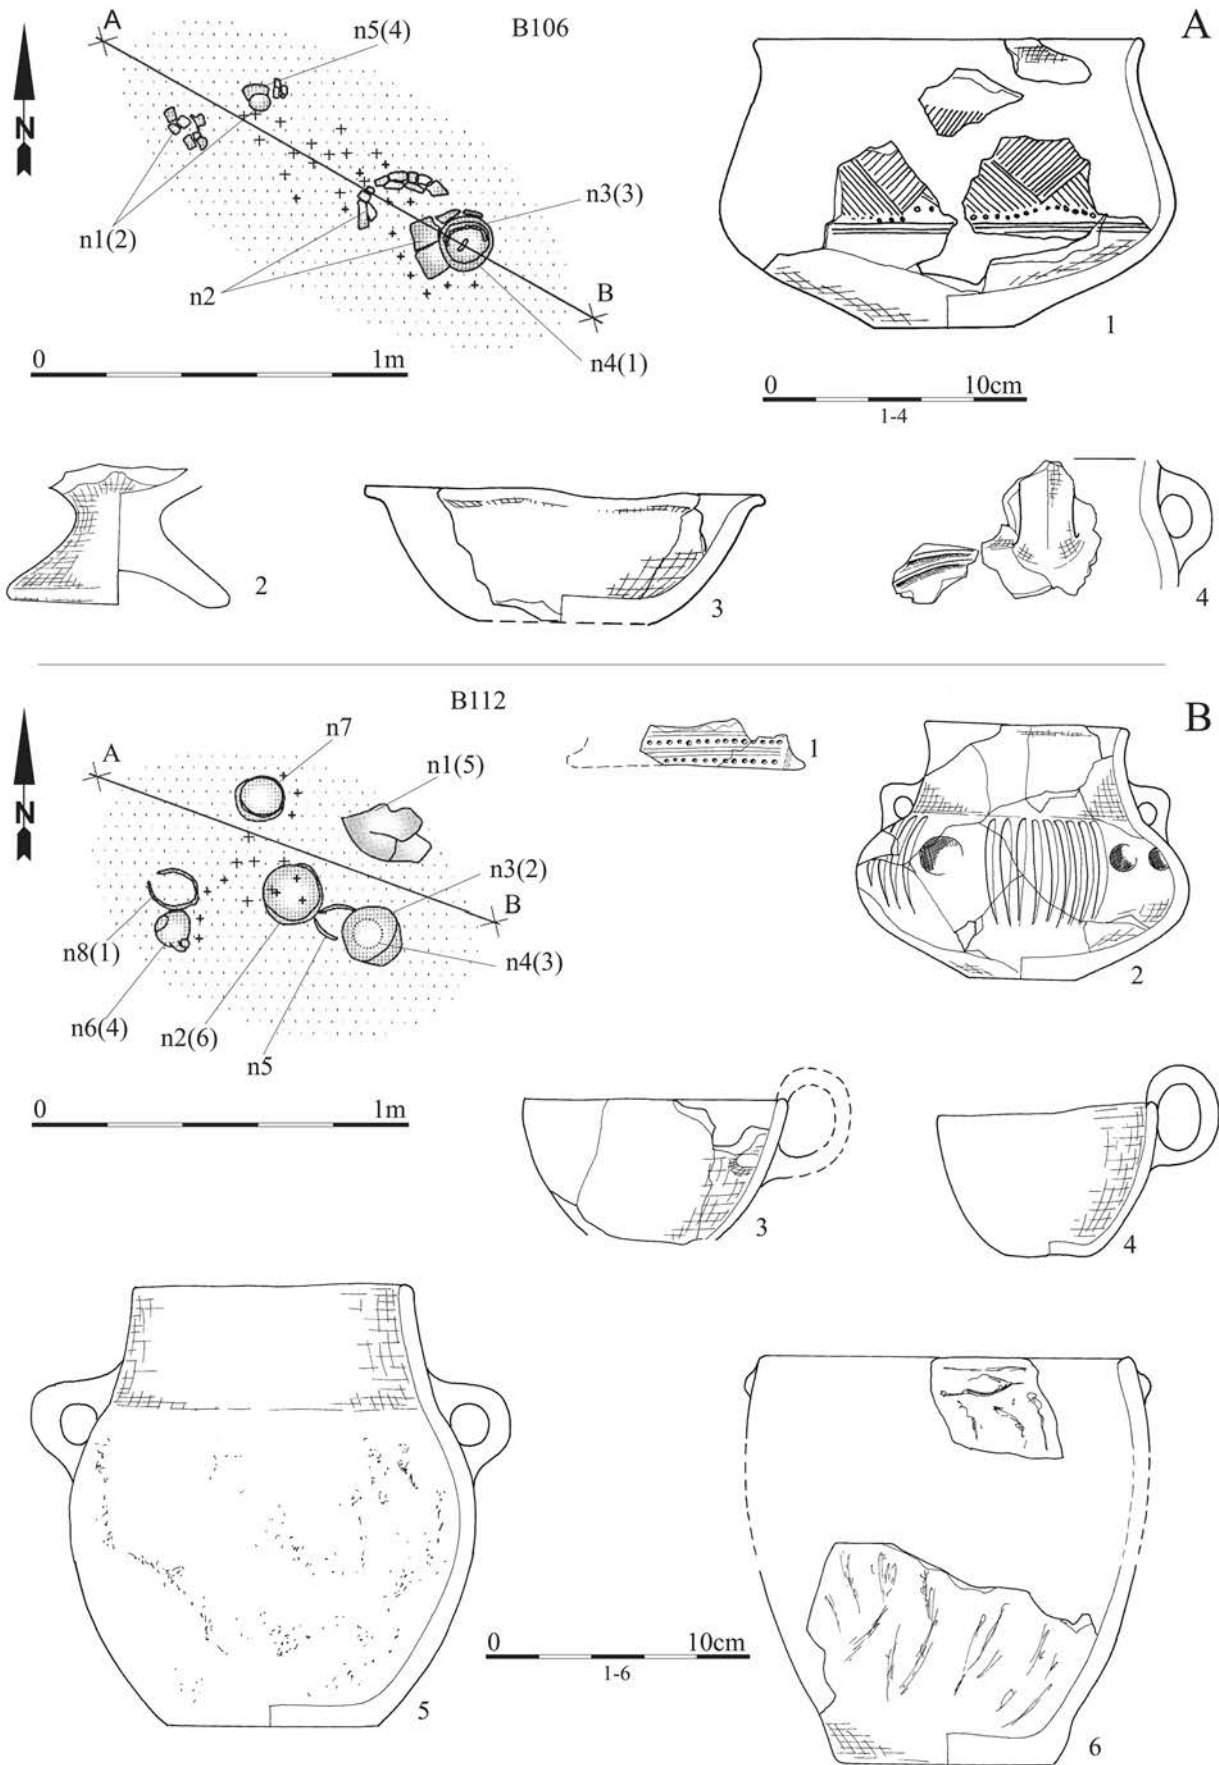 A
n5(4)
B106
A
N
n3(3)
n1(2)
n2
B
n4(1)
1
0 1m
0 10cm
1-4
2
3
4
B112
B
n7
A
n1(5)
1
N
n3(2)
B
n8(1)
n4(3)
2
n6(4)
n2(6)
n5
0 1m
3
4
0 10cm
1-6
5
6